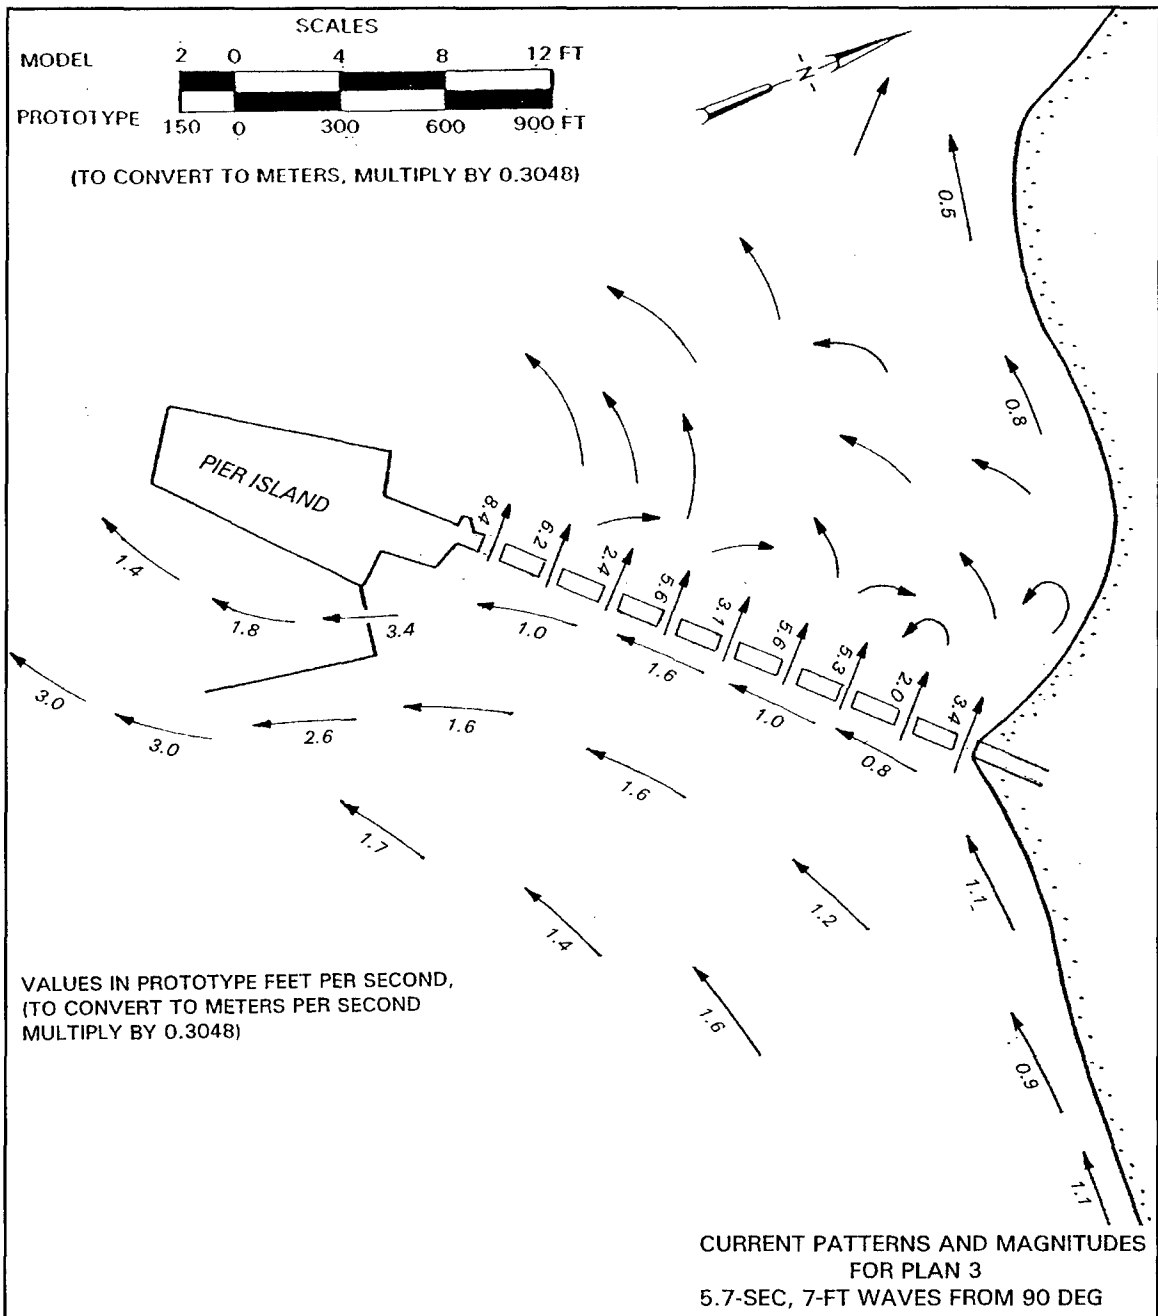 SCALES
MODEL 2 0 4 8 12 FT
PROTOTYPE 150 0 300 600 900 FT
(TO CONVERT TO METERS, MULTIPLY BY 0.3048)
-N-
0.5
0.8
PIER ISLAND
8.4
6.2
2.4
5.6
3.1
5.6
5.3
2.0
3.4
1.4
1.8
3.4
1.0
1.6
1.0
0.8
3.0
3.0
2.6
1.6
1.6
1.7
1.2
1.1
1.4
1.6
0.9
1.1
VALUES IN PROTOTYPE FEET PER SECOND,
(TO CONVERT TO METERS PER SECOND
MULTIPLY BY 0.3048)
CURRENT PATTERNS AND MAGNITUDES
FOR PLAN 3
5.7-SEC, 7-FT WAVES FROM 90 DEG